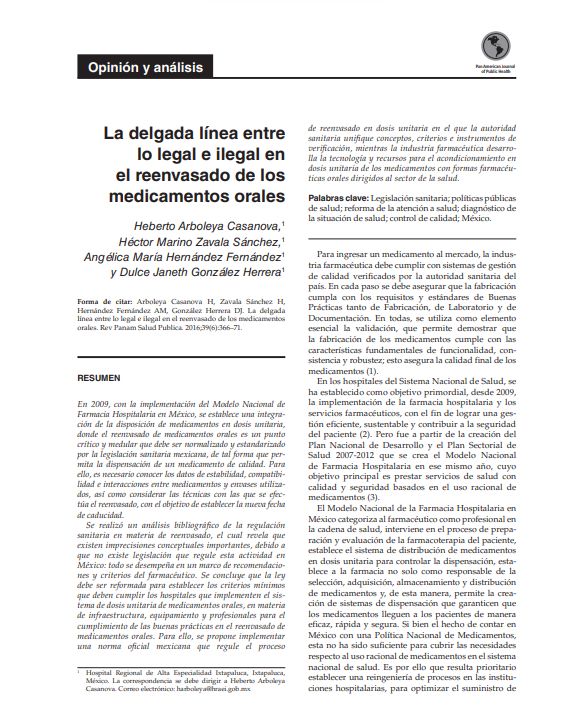 Opinión y análisis
Pan American Journal
of Public Health
La delgada línea entre
lo legal e ilegal en
el reenvasado de los
medicamentos orales
Heberto Arboleya Casanova,1
Héctor Marino Zavala Sánchez,1
Angélica María Hernández Fernández1
y Dulce Janeth González Herrera1
Forma de citar: Arboleya Casanova H, Zavala Sánchez H,
Hernández Fernández AM, González Herrera DJ. La delgada
línea entre lo legal e ilegal en el reenvasado de los medicamentos
orales. Rev Panam Salud Publica. 2016;39(6):366–71.
RESUMEN
En 2009, con la implementación del Modelo Nacional de
Farmacia Hospitalaria en México, se establece una integra-
ción de la disposición de medicamentos en dosis unitaria,
donde el reenvasado de medicamentos orales es un punto
crítico y medular que debe ser normalizado y estandarizado
por la legislación sanitaria mexicana, de tal forma que per-
mita la dispensación de un medicamento de calidad. Para
ello, es necesario conocer los datos de estabilidad, compatibi-
lidad e interacciones entre medicamentos y envases utiliza-
dos, así como considerar las técnicas con las que se efec-
túa el reenvasado, con el objetivo de establecer la nueva fecha
de caducidad.
Se realizó un análisis bibliográfico de la regulación
sanitaria en materia de reenvasado, el cual revela que
existen imprecisiones conceptuales importantes, debido a
que no existe legislación que regule esta actividad en
México: todo se desempeña en un marco de recomendacio-
nes y criterios del farmacéutico. Se concluye que la ley
debe ser reformada para establecer los criterios mínimos
que deben cumplir los hospitales que implementen el sis-
tema de dosis unitaria de medicamentos orales, en materia
de infraestructura, equipamiento y profesionales para el
cumplimiento de las buenas prácticas en el reenvasado de
medicamentos orales. Para ello, se propone implementar
una norma oficial mexicana que regule el proceso
1 Hospital Regional de Alta Especialidad Ixtapaluca, Ixtapaluca,
México. La correspondencia se debe dirigir a Heberto Arboleya
Casanova. Correo electrónico: harboleya@hraei.gob.mx
de reenvasado en dosis unitaria en el que la autoridad
sanitaria unifique conceptos, criterios e instrumentos de
verificación, mientras la industria farmacéutica desarro-
lla la tecnología y recursos para el acondicionamiento en
dosis unitaria de los medicamentos con formas farmacéu-
ticas orales dirigidos al sector de la salud.
Palabras clave: Legislación sanitaria; políticas públicas
de salud; reforma de la atención a salud; diagnóstico de
la situación de salud; control de calidad; México.
Para ingresar un medicamento al mercado, la indus-
tria farmacéutica debe cumplir con sistemas de gestión
de calidad verificados por la autoridad sanitaria del
país. En cada paso se debe asegurar que la fabricación
cumpla con los requisitos y estándares de Buenas
Prácticas tanto de Fabricación, de Laboratorio y de
Documentación. En todas, se utiliza como elemento
esencial la validación, que permite demostrar que
la fabricación de los medicamentos cumple con las
características fundamentales de funcionalidad, con-
sistencia y robustez; esto asegura la calidad final de los
medicamentos (1).
En los hospitales del Sistema Nacional de Salud, se
ha establecido como objetivo primordial, desde 2009,
la implementación de la farmacia hospitalaria y los
servicios farmacéuticos, con el fin de lograr una ges-
tión eficiente, sustentable y contribuir a la seguridad
del paciente (2). Pero fue a partir de la creación del
Plan Nacional de Desarrollo y el Plan Sectorial de
Salud 2007-2012 que se crea el Modelo Nacional
de Farmacia Hospitalaria en ese mismo año, cuyo
objetivo principal es prestar servicios de salud con
calidad y seguridad basados en el uso racional de
medicamentos (3).
El Modelo Nacional de la Farmacia Hospitalaria en
México categoriza al farmacéutico como profesional en
la cadena de salud, interviene en el proceso de prepa-
ración y evaluación de la farmacoterapia del paciente,
establece el sistema de distribución de medicamentos
en dosis unitaria para controlar la dispensación, esta-
blece a la farmacia no solo como responsable de la
selección, adquisición, almacenamiento y distribución
de medicamentos y, de esta manera, permite la crea-
ción de sistemas de dispensación que garanticen que
los medicamentos lleguen a los pacientes de manera
eficaz, rápida y segura. Si bien el hecho de contar en
México con una Política Nacional de Medicamentos,
esta no ha sido suficiente para cubrir las necesidades
respecto al uso racional de medicamentos en el sistema
nacional de salud. Es por ello que resulta prioritario
establecer una reingeniería de procesos en las institu-
ciones hospitalarias, para optimizar el suministro de